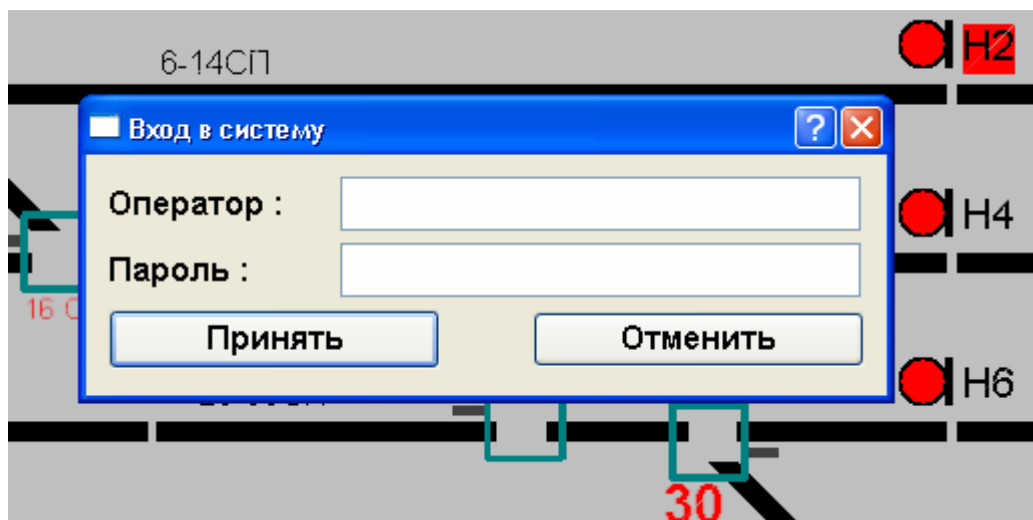 6-14СП
Н2
Вход в систему
Оператор :
Н4
Пароль :
16 С
Принять
Отменить
Н6
30